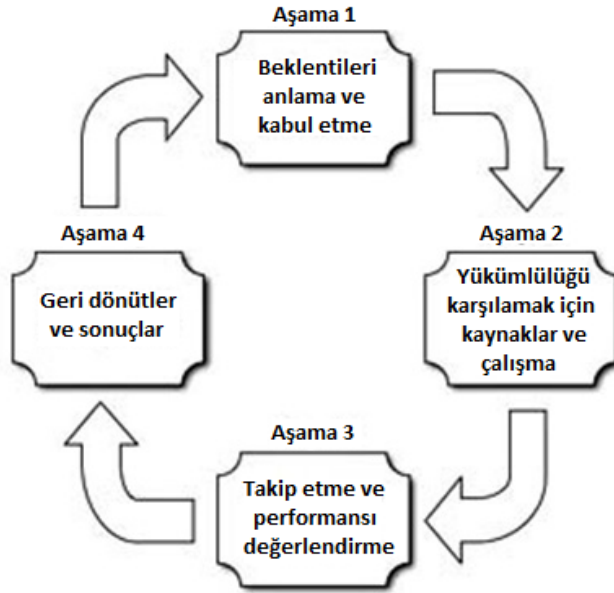 Aşama 1
Beklentileri
anlama ve
kabul etme
Aşama 2
Yükümlülüğü
karşılamak için
kaynaklar ve
çalışma
Aşama 3
Takip etme ve
performansı
değerlendirme
Aşama 4
Geri dönütler
ve sonuçlar